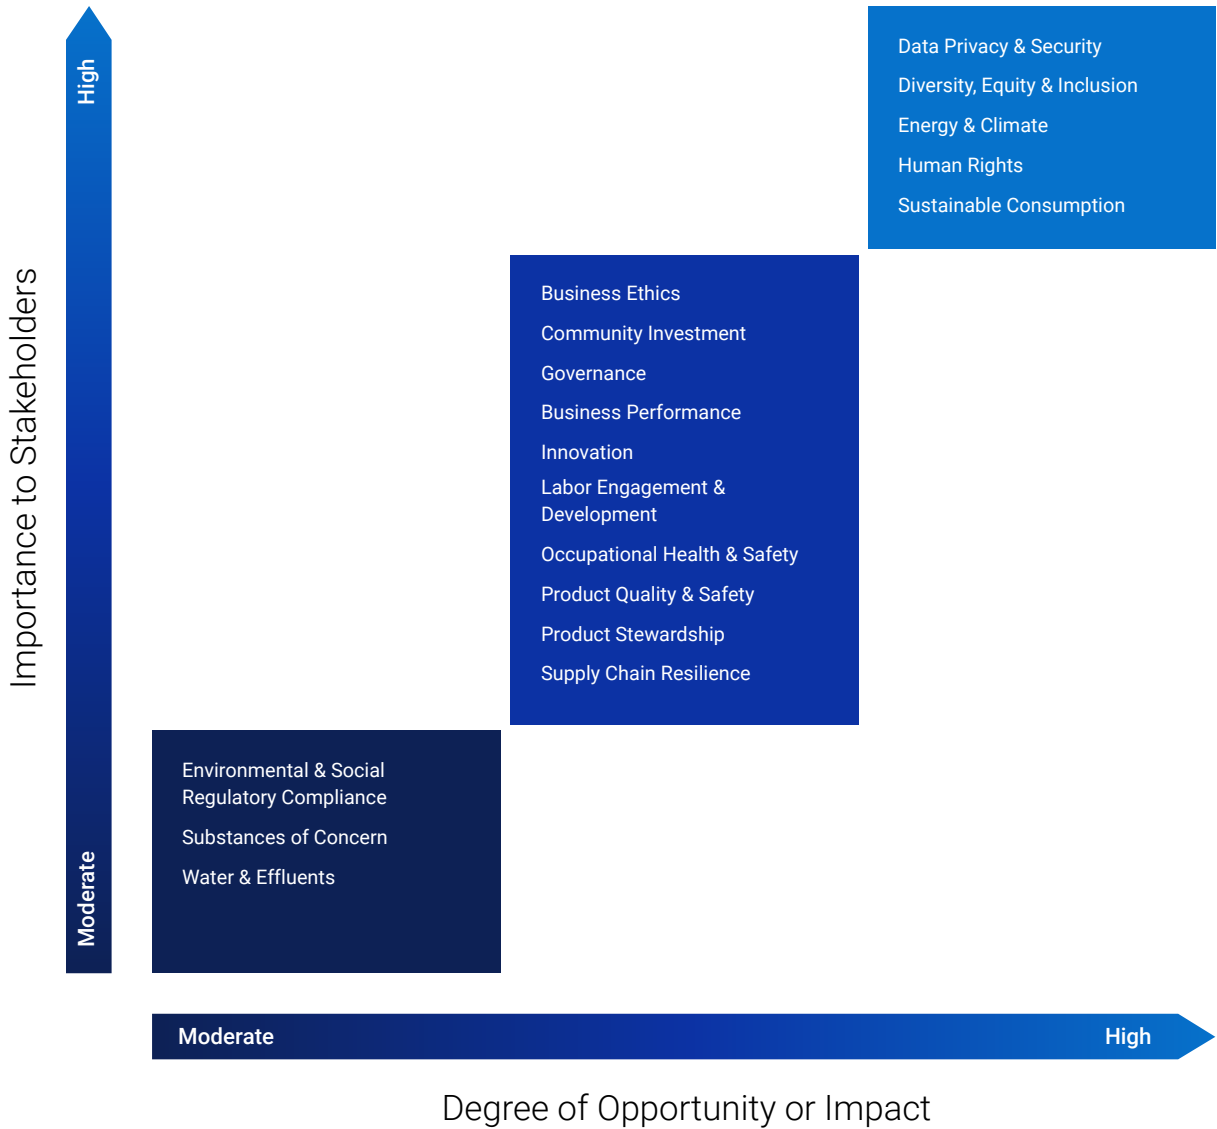 High
Data Privacy & Security
Diversity, Equity & Inclusion
Energy & Climate
Human Rights
Sustainable Consumption
Importance to Stakeholders
Business Ethics
Community Investment
Governance
Business Performance
Innovation
Labor Engagement &
Development
Occupational Health & Safety
Product Quality & Safety
Product Stewardship
Supply Chain Resilience
Environmental & Social
Regulatory Compliance
Substances of Concern
Water & Effluents
Moderate
Moderate
High
Degree of Opportunity or Impact